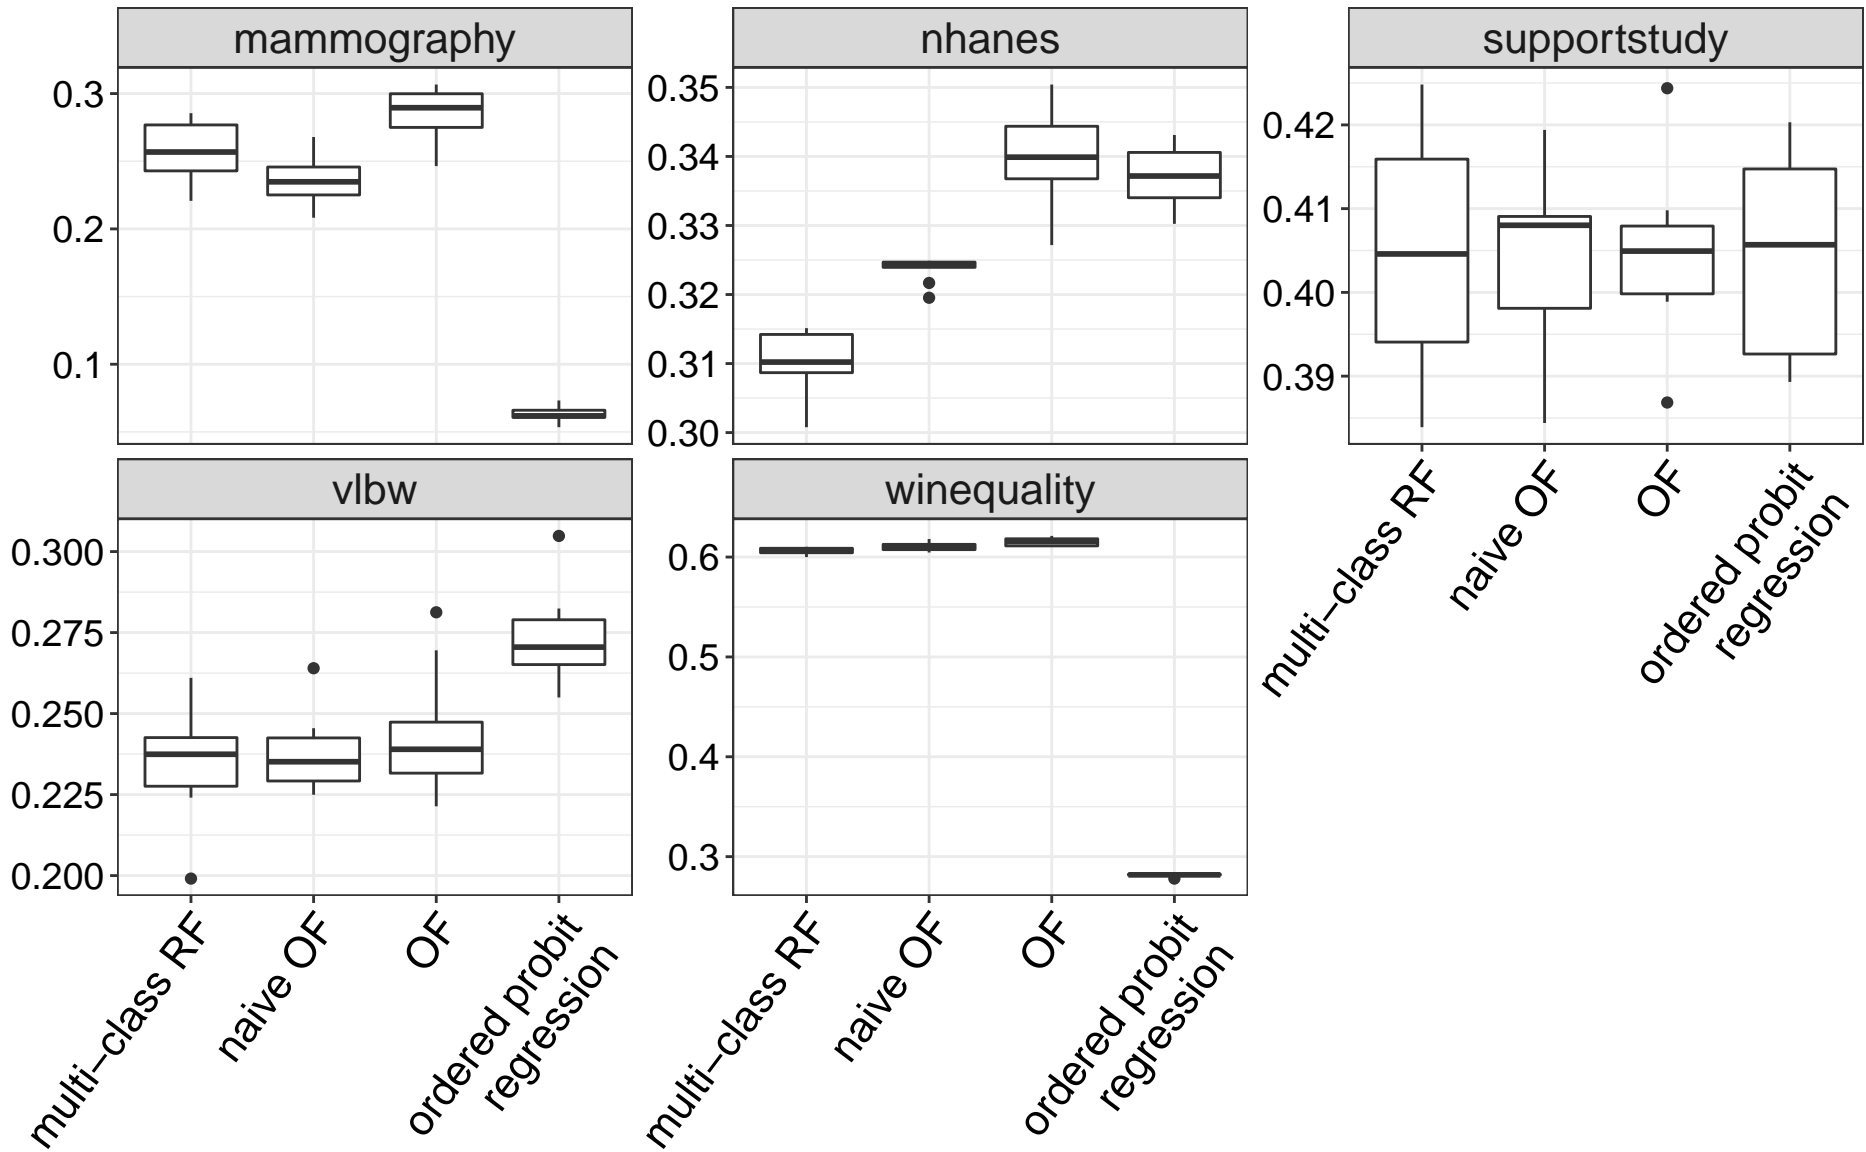 mammography
nhanes
supportstudy
0.3
0.2
0.1
0.35
0.34
0.33
0.32
0.31
0.30
0.42
0.41
0.40
0.39
multi−class RF
naive OF
OF
ordered probit
regression
vlbw
winequality
0.300
0.275
0.250
0.225
0.200
0.6
0.5
0.4
0.3
multi−class RF
naive OF
OF
ordered probit
regression
multi−class RF
naive OF
OF
ordered probit
regression